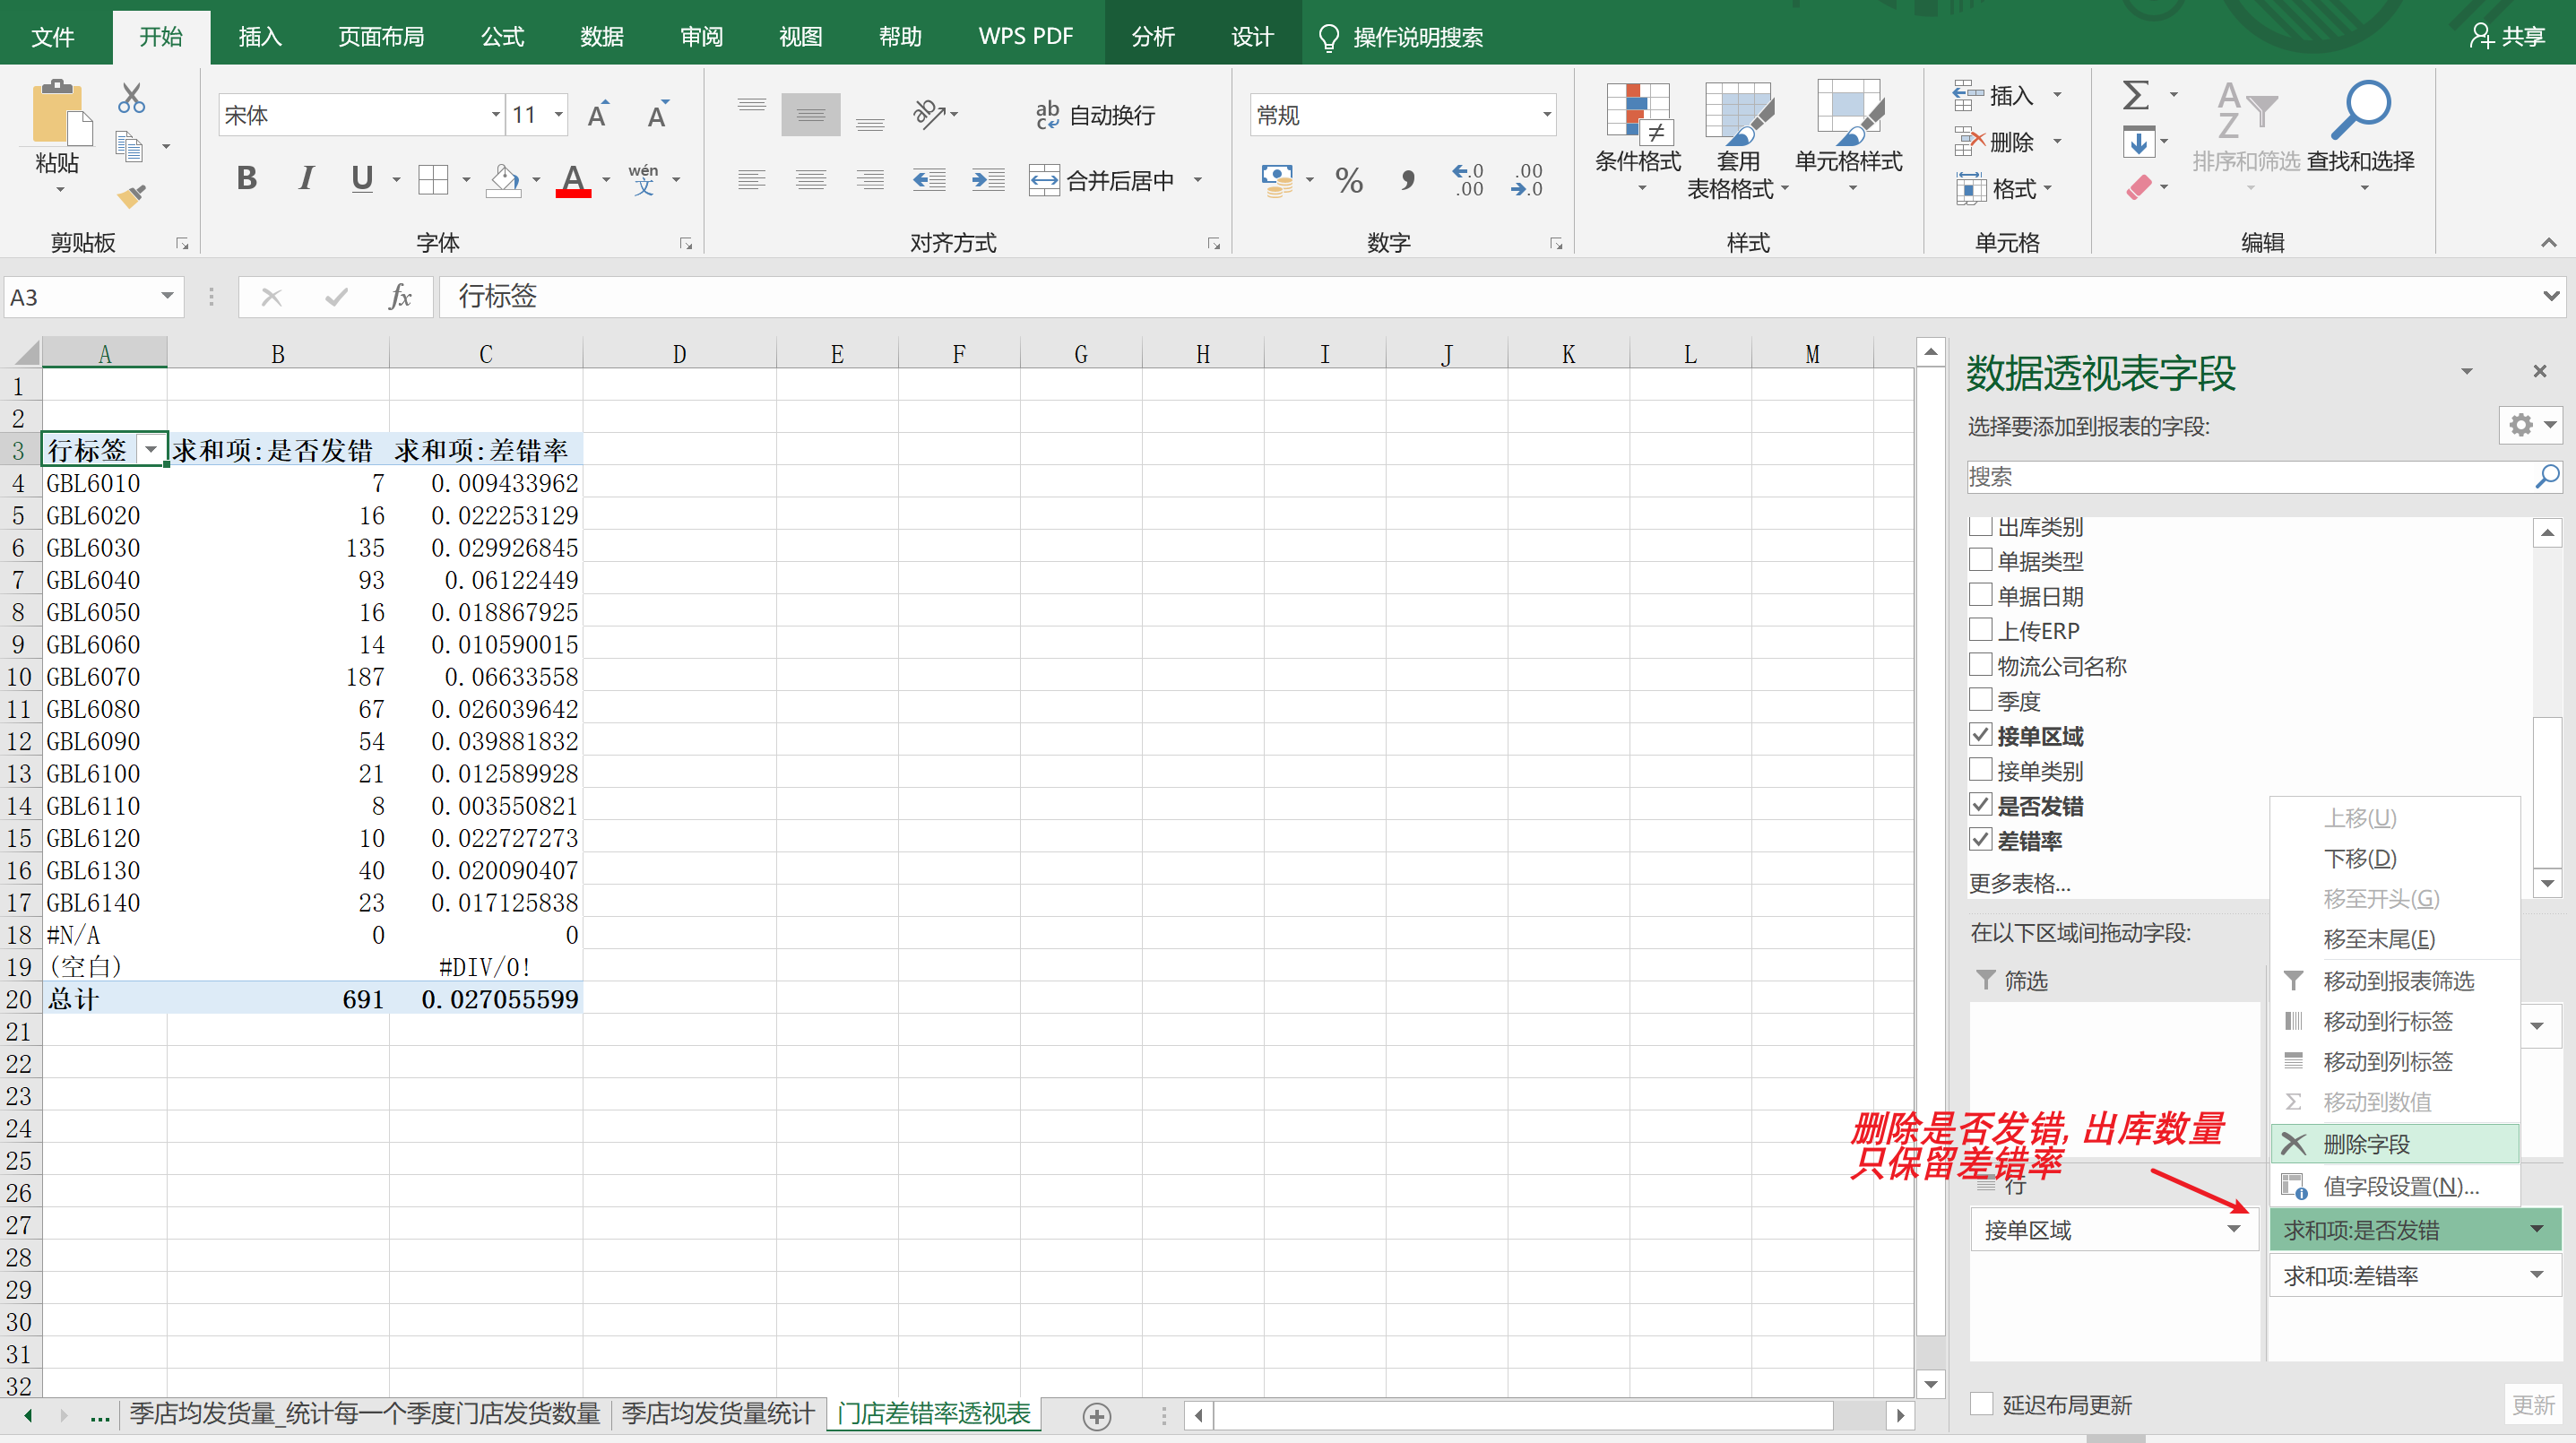 文件 开始 插入 页面布局 公式 数据 审阅 视图 帮助 WPS PDF 分析 设计 操作说明搜索 共享
粘贴
宋体 11
B I U A wén 文
自动换行
合并后居中
常规
条件格式 套用 表格格式 单元格样式
插入
删除
格式
排序和筛选 查找和选择
剪贴板 字体 对齐方式 数字 样式 单元格 编辑
A3 fx 行标签
A B C D E F G H I J K L M
1
2
3 行标签 求和项:是否发错 求和项:差错率
4 GBL6010 7 0.009433962
5 GBL6020 16 0.022253129
6 GBL6030 135 0.029926845
7 GBL6040 93 0.06122449
8 GBL6050 16 0.018867925
9 GBL6060 14 0.010590015
10 GBL6070 187 0.06633558
11 GBL6080 67 0.026039642
12 GBL6090 54 0.039881832
13 GBL6100 21 0.012589928
14 GBL6110 8 0.003550821
15 GBL6120 10 0.022727273
16 GBL6130 40 0.020090407
17 GBL6140 23 0.017125838
18 #N/A 0 0
19 (空白) #DIV/0!
20 总计 691 0.027055599
21
22
23
24
25
26
27
28
29
30
31
32
... 季店均发货量_统计每一个季度门店发货数量 季店均发货量统计 门店差错率透视表
数据透视表字段
选择要添加到报表的字段:
搜索
出库类别
单据类型
单据日期
上传ERP
物流公司名称
季度
接单区域
接单类别
是否发错
差错率
更多表格...
在以下区域间拖动字段:
筛选
行
接单区域
上移(U)
下移(D)
移至开头(G)
移至末尾(E)
移动到报表筛选
移动到行标签
移动到列标签
移动到数值
删除字段
值字段设置(N)...
求和项:是否发错
求和项:差错率
删除是否发错, 出库数量
只保留差错率
延迟布局更新 更新